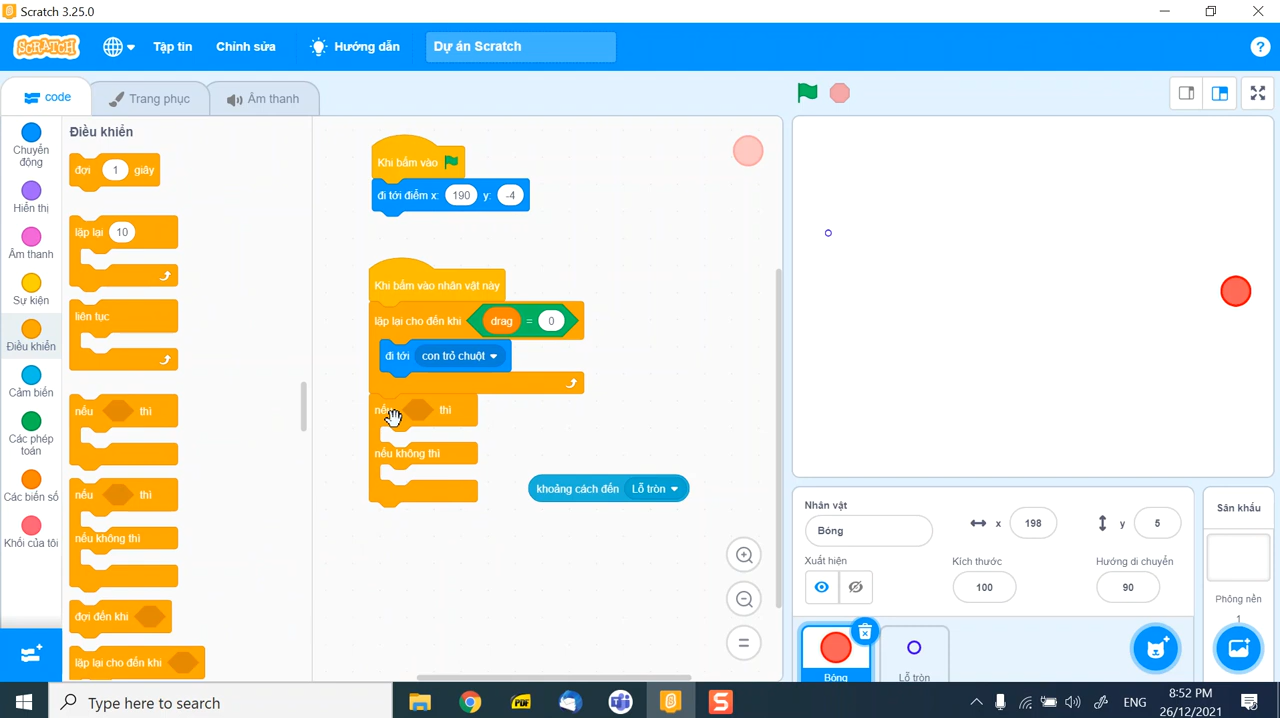 Scratch 3.25.0
SCRATCH
Tập tin
Chỉnh sửa
Hướng dẫn
Dự án Scratch
?
code
Trang phục
Âm thanh
Chuyển động
Hiển thị
Âm thanh
Sự kiện
Điều khiển
Cảm biến
Các phép toán
Các biến số
Khối của tôi
Điều khiển
đợi 1 giây
lặp lại 10
liên tục
nếu thì
nếu thì
nếu không thì
đợi đến khi
lặp lại cho đến khi
Khi bấm vào
đi tới điểm x: 190 y: -4
Khi bấm vào nhân vật này
lặp lại cho đến khi drag = 0
đi tới con trỏ chuột
nếu thì
nếu không thì
khoảng cách đến Lỗ tròn
Nhân vật
Bóng
x 198
y 5
Xuất hiện
Kích thước
100
Hướng di chuyển
90
Bóng
Lỗ tròn
Sân khấu
Phông nền
1
Type here to search
PDF
S
ENG
8:52 PM
26/12/2021